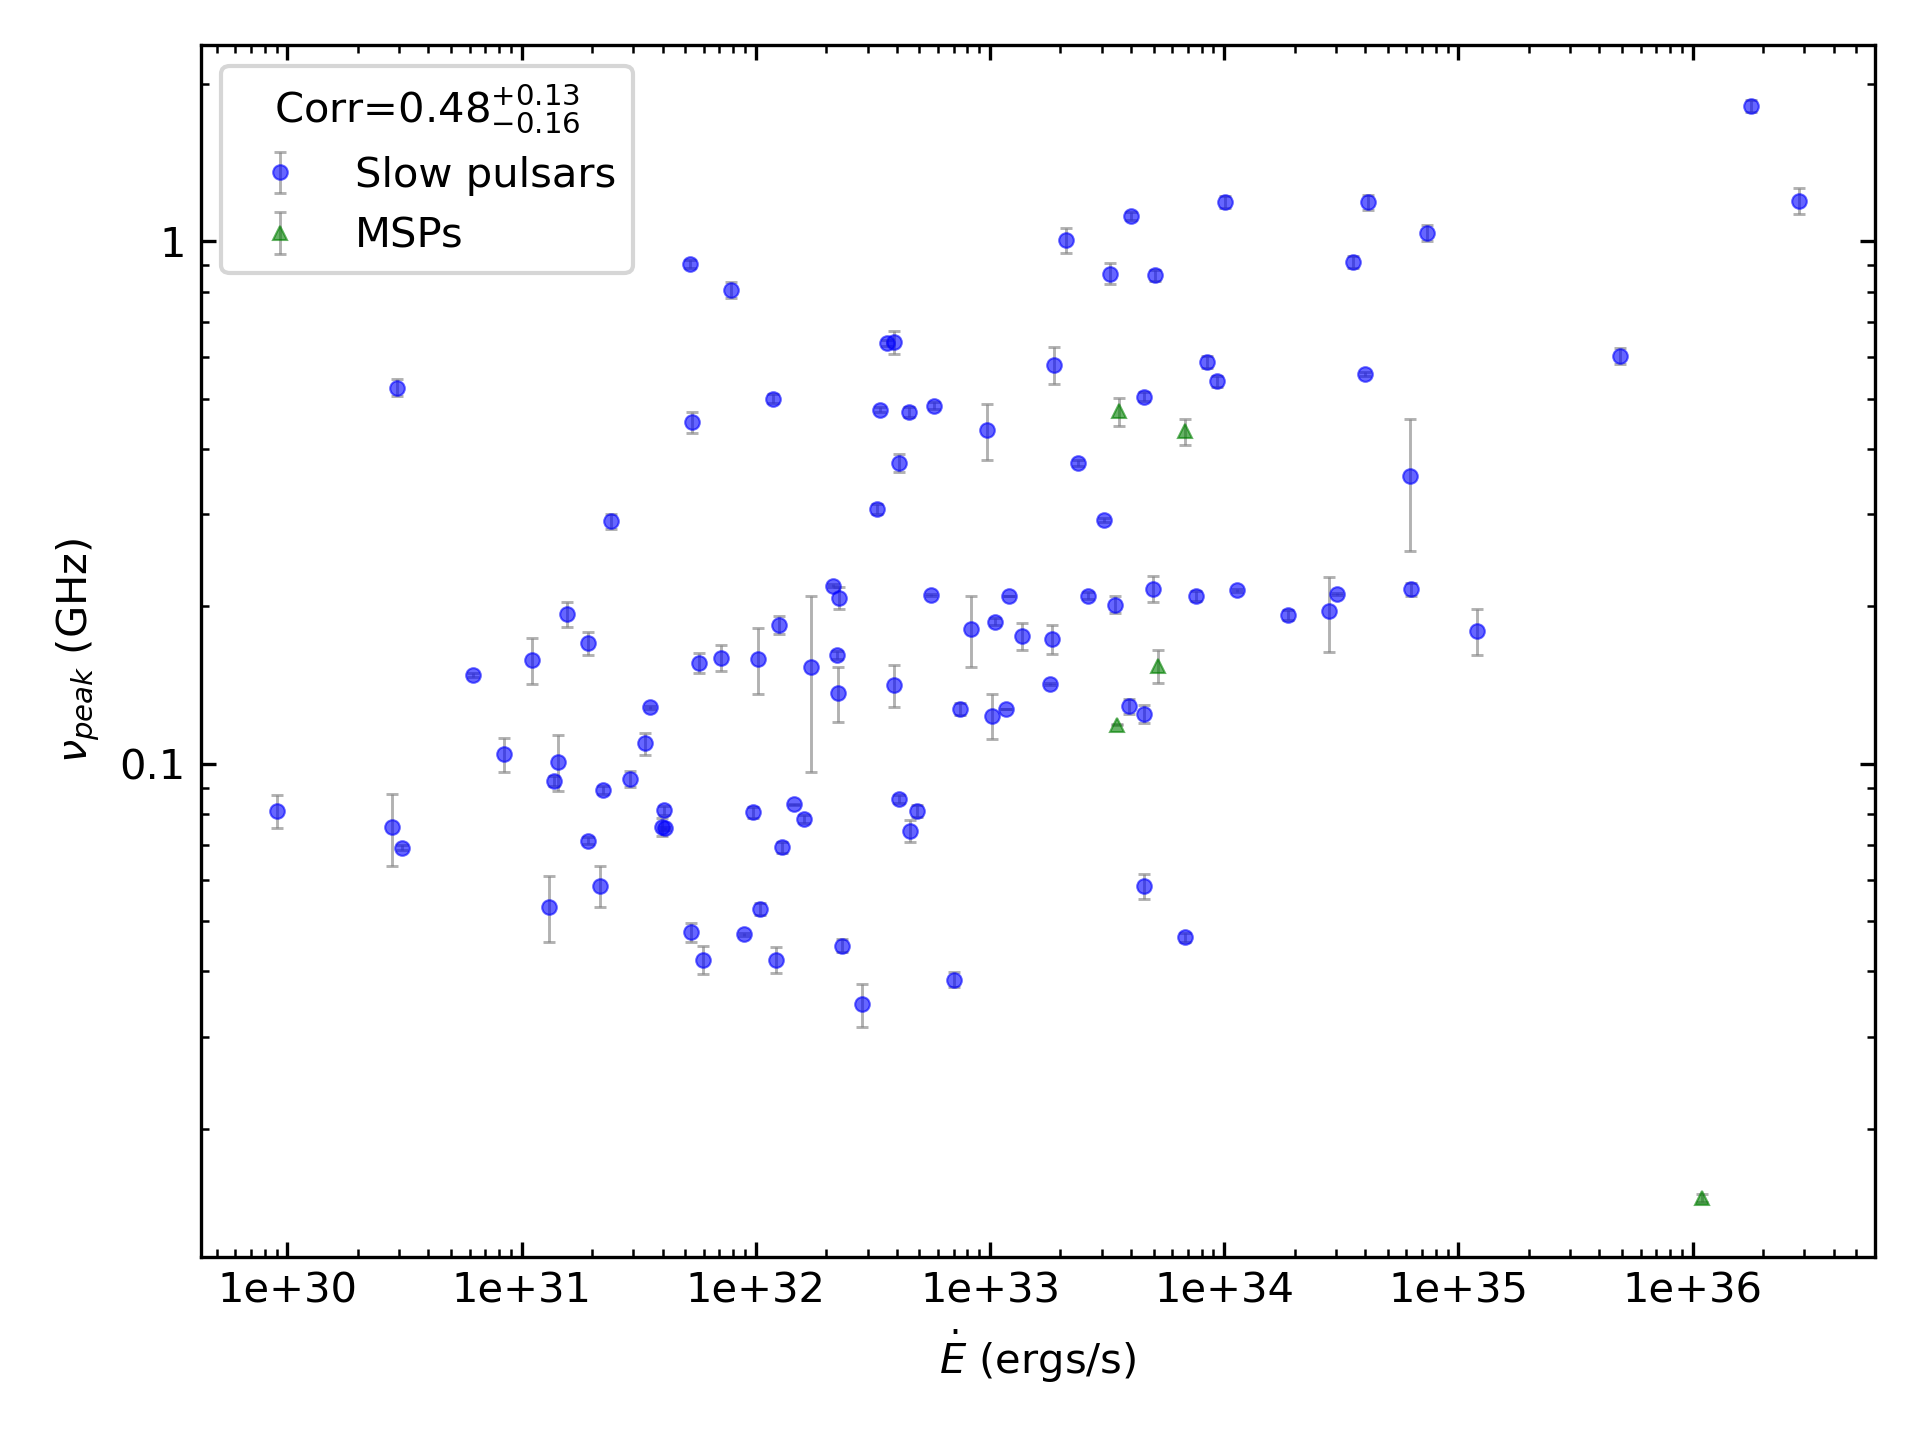 Corr=0.48+0.13−0.16
Slow pulsars
MSPs
1
0.1
νpeak (GHz)
1e+30 1e+31 1e+32 1e+33 1e+34 1e+35 1e+36
Ė (ergs/s)